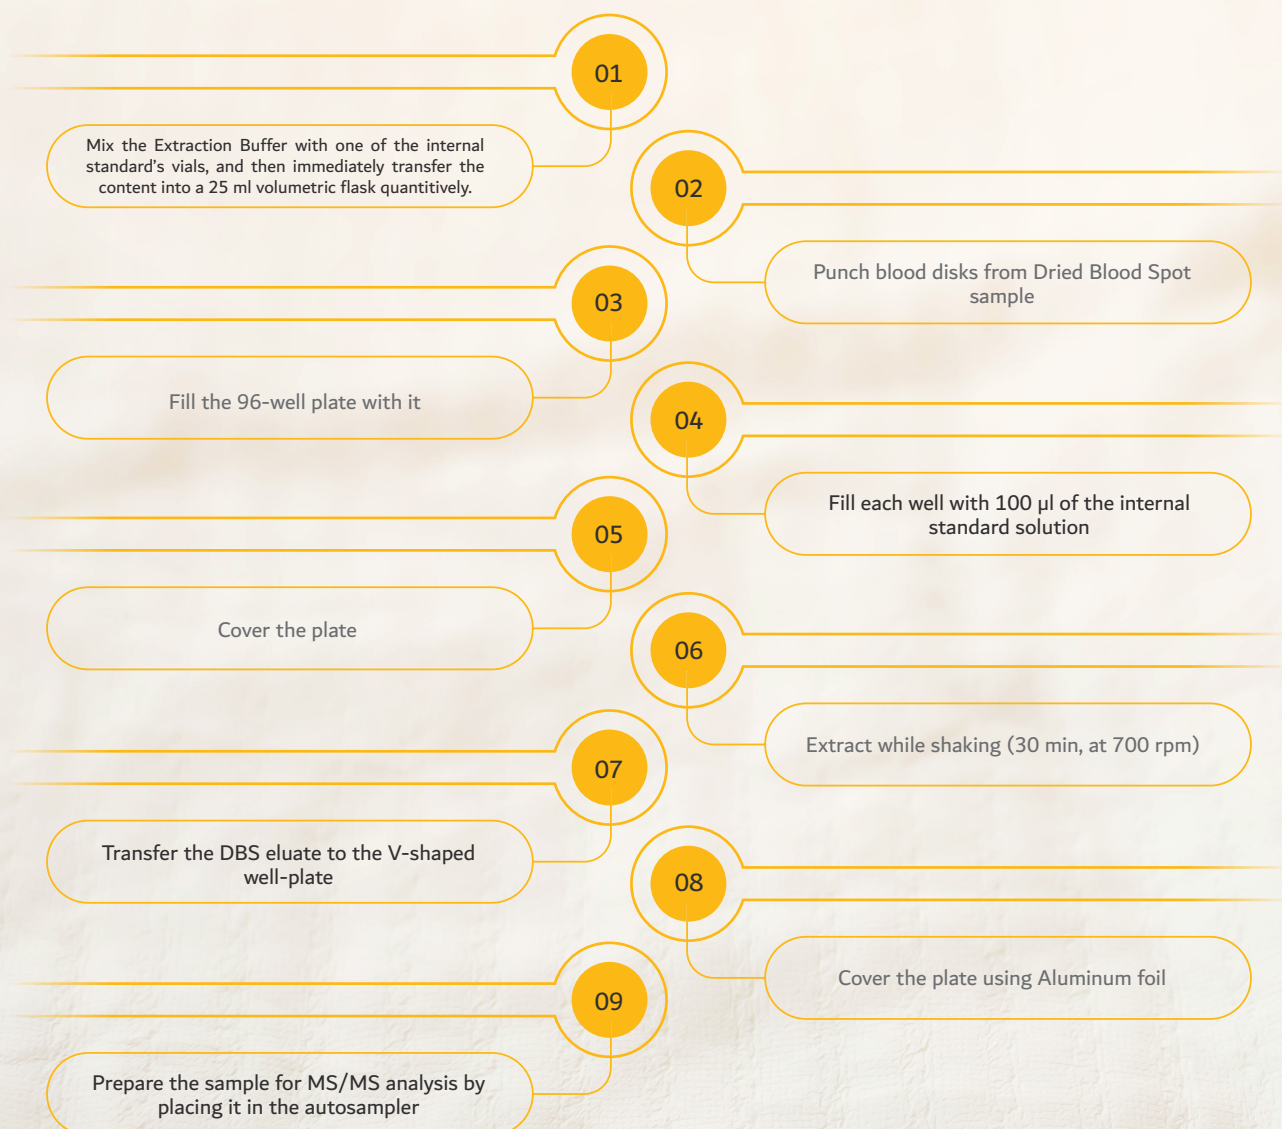 01
Mix the Extraction Buffer with one of the internal
standard's vials, and then immediately transfer the
content into a 25 ml volumetric flask quantitively.
02
Punch blood disks from Dried Blood Spot
sample
03
Fill the 96-well plate with it
04
Fill each well with 100 µl of the internal
standard solution
05
Cover the plate
06
Extract while shaking (30 min, at 700 rpm)
07
Transfer the DBS eluate to the V-shaped
well-plate
08
Cover the plate using Aluminum foil
09
Prepare the sample for MS/MS analysis by
placing it in the autosampler